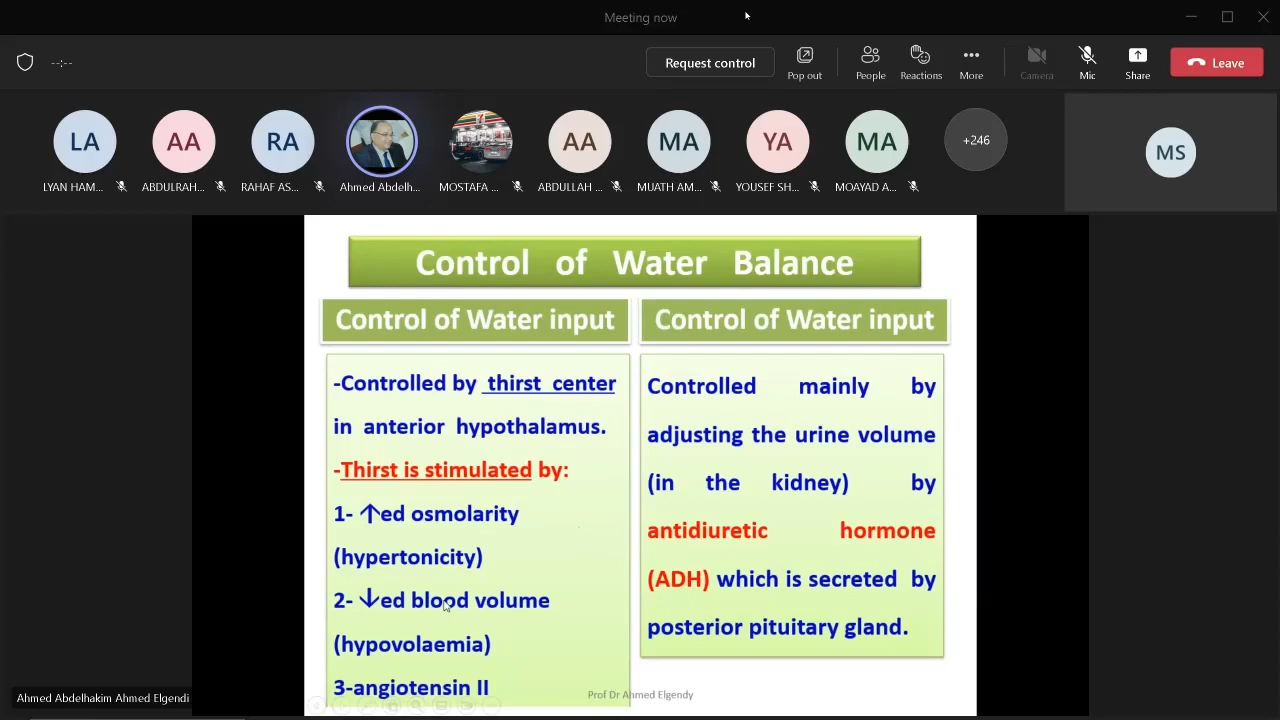 Meeting now
--:--
Request control
Pop out
People
Reactions
More
Camera
Mic
Share
Leave
LA
AA
RA
AA
MA
YA
MA
+246
MS
LYAN HAM...
ABDULRAH...
RAHAF AS...
Ahmed Abdelh...
MOSTAFA ...
ABDULLAH ...
MUATH AM...
YOUSEF SH...
MOAYAD A...
Control of Water Balance
Control of Water input
-Controlled by thirst center
in anterior hypothalamus.
-Thirst is stimulated by:
1- ↑ed osmolarity
(hypertonicity)
2- ↓ed blood volume
(hypovolaemia)
3-angiotensin II
Control of Water input
Controlled mainly by
adjusting the urine volume
(in the kidney) by
antidiuretic hormone
(ADH) which is secreted by
posterior pituitary gland.
Prof Dr Ahmed Elgendy
Ahmed Abdelhakim Ahmed Elgendi